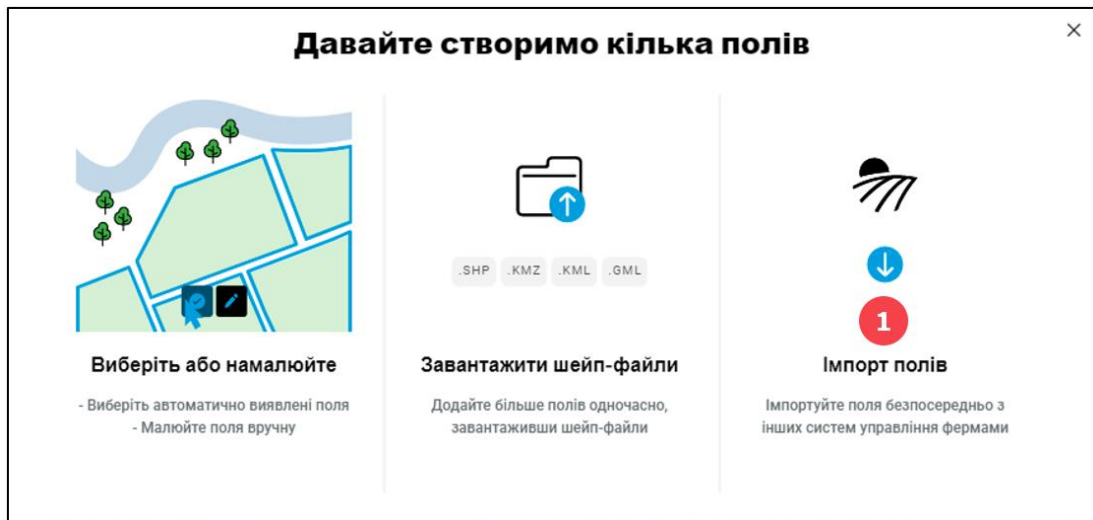 Давайте створимо кілька полів
Виберіть або намалюйте
- Виберіть автоматично виявлені поля
- Малюйте поля вручну
.SHP .KMZ .KML .GML
Завантажити шейп-файли
Додайте більше полів одночасно,
завантаживши шейп-файли
1
Імпорт полів
Імпортуйте поля безпосередньо з
інших систем управління фермами